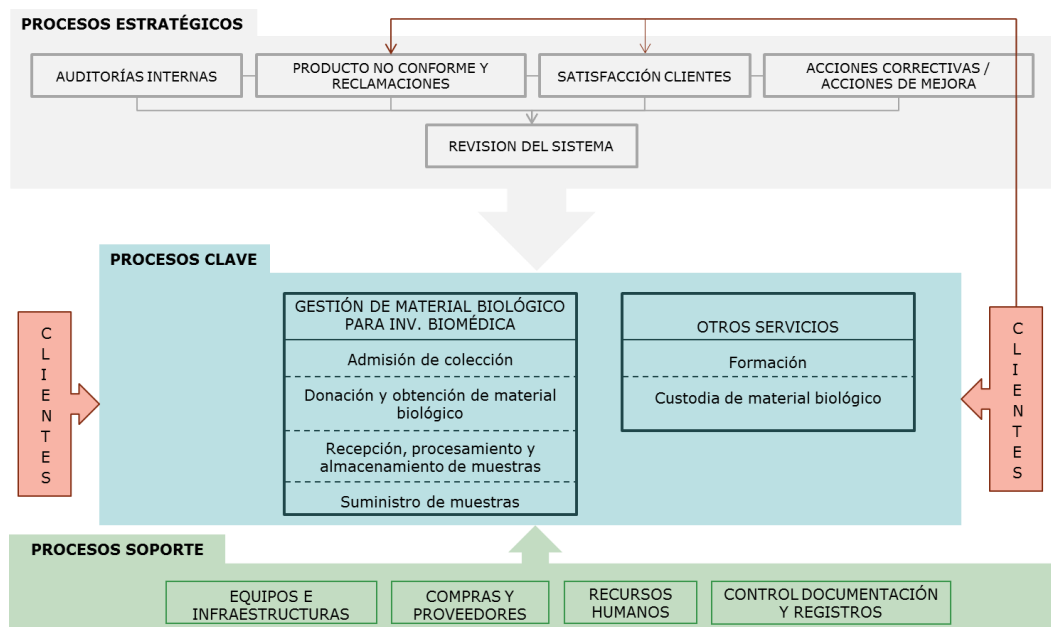 PROCESOS ESTRATÉGICOS
AUDITORÍAS INTERNAS
PRODUCTO NO CONFORME Y
RECLAMACIONES
SATISFACCIÓN CLIENTES
ACCIONES CORRECTIVAS /
ACCIONES DE MEJORA
REVISION DEL SISTEMA
PROCESOS CLAVE
CLIENTES
GESTIÓN DE MATERIAL BIOLÓGICO
PARA INV. BIOMÉDICA
Admisión de colección
Donación y obtención de material
biológico
Recepción, procesamiento y
almacenamiento de muestras
Suministro de muestras
OTROS SERVICIOS
Formación
Custodia de material biológico
CLIENTES
PROCESOS SOPORTE
EQUIPOS E
INFRAESTRUCTURAS
COMPRAS Y
PROVEEDORES
RECURSOS
HUMANOS
CONTROL DOCUMENTACIÓN
Y REGISTROS